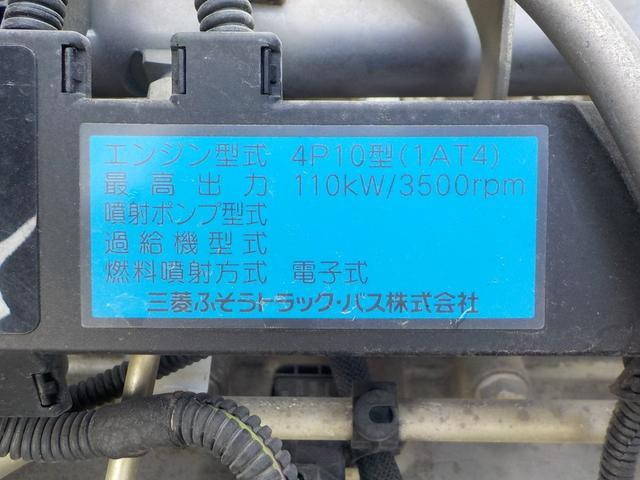 エンジン型式 4P10型(1AT4)
最高出力 110kW/3500rpm
噴射ポンプ型式
過給機型式
燃料噴射方式 電子式
三菱ふそうトラック・バス株式会社